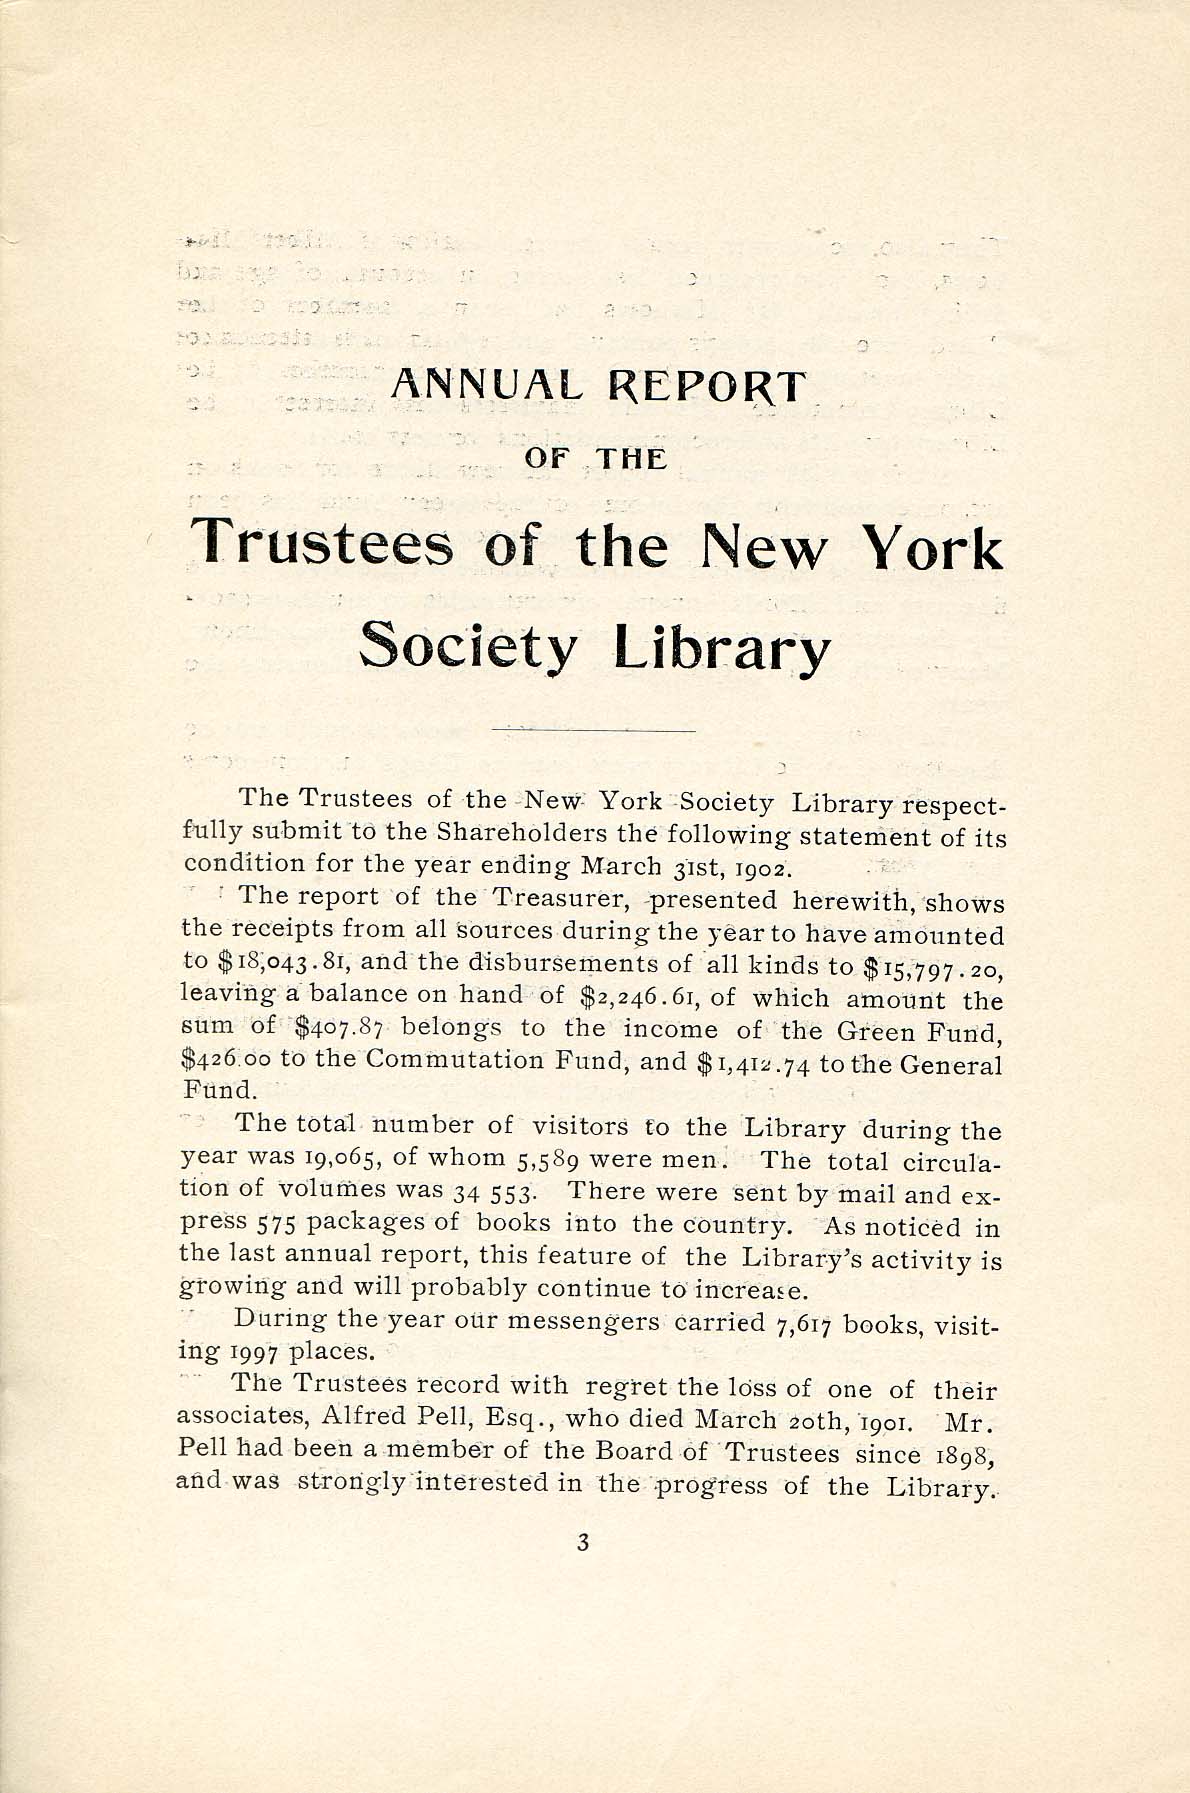 ANNUAL REPORT
OF THE
Trustees of the New York
Society Library
The Trustees of the New York Society Library respect-
fully submit to the Shareholders the following statement of its
condition for the year ending March 31st, 1902.
The report of the Treasurer, presented herewith, shows
the receipts from all sources during the year to have amounted
to $18,043.81, and the disbursements of all kinds to $15,797.20,
leaving a balance on hand of $2,246.61, of which amount the
sum of $407.87 belongs to the income of the Green Fund,
$426.00 to the Commutation Fund, and $1,412.74 to the General
Fund.
The total number of visitors to the Library during the
year was 19,065, of whom 5,589 were men. The total circula-
tion of volumes was 34 553. There were sent by mail and ex-
press 575 packages of books into the country. As noticed in
the last annual report, this feature of the Library's activity is
growing and will probably continue to increase.
During the year our messengers carried 7,617 books, visit-
ing 1997 places.
The Trustees record with regret the loss of one of their
associates, Alfred Pell, Esq., who died March 20th, 1901. Mr.
Pell had been a member of the Board of Trustees since 1898,
and was strongly interested in the progress of the Library.
3